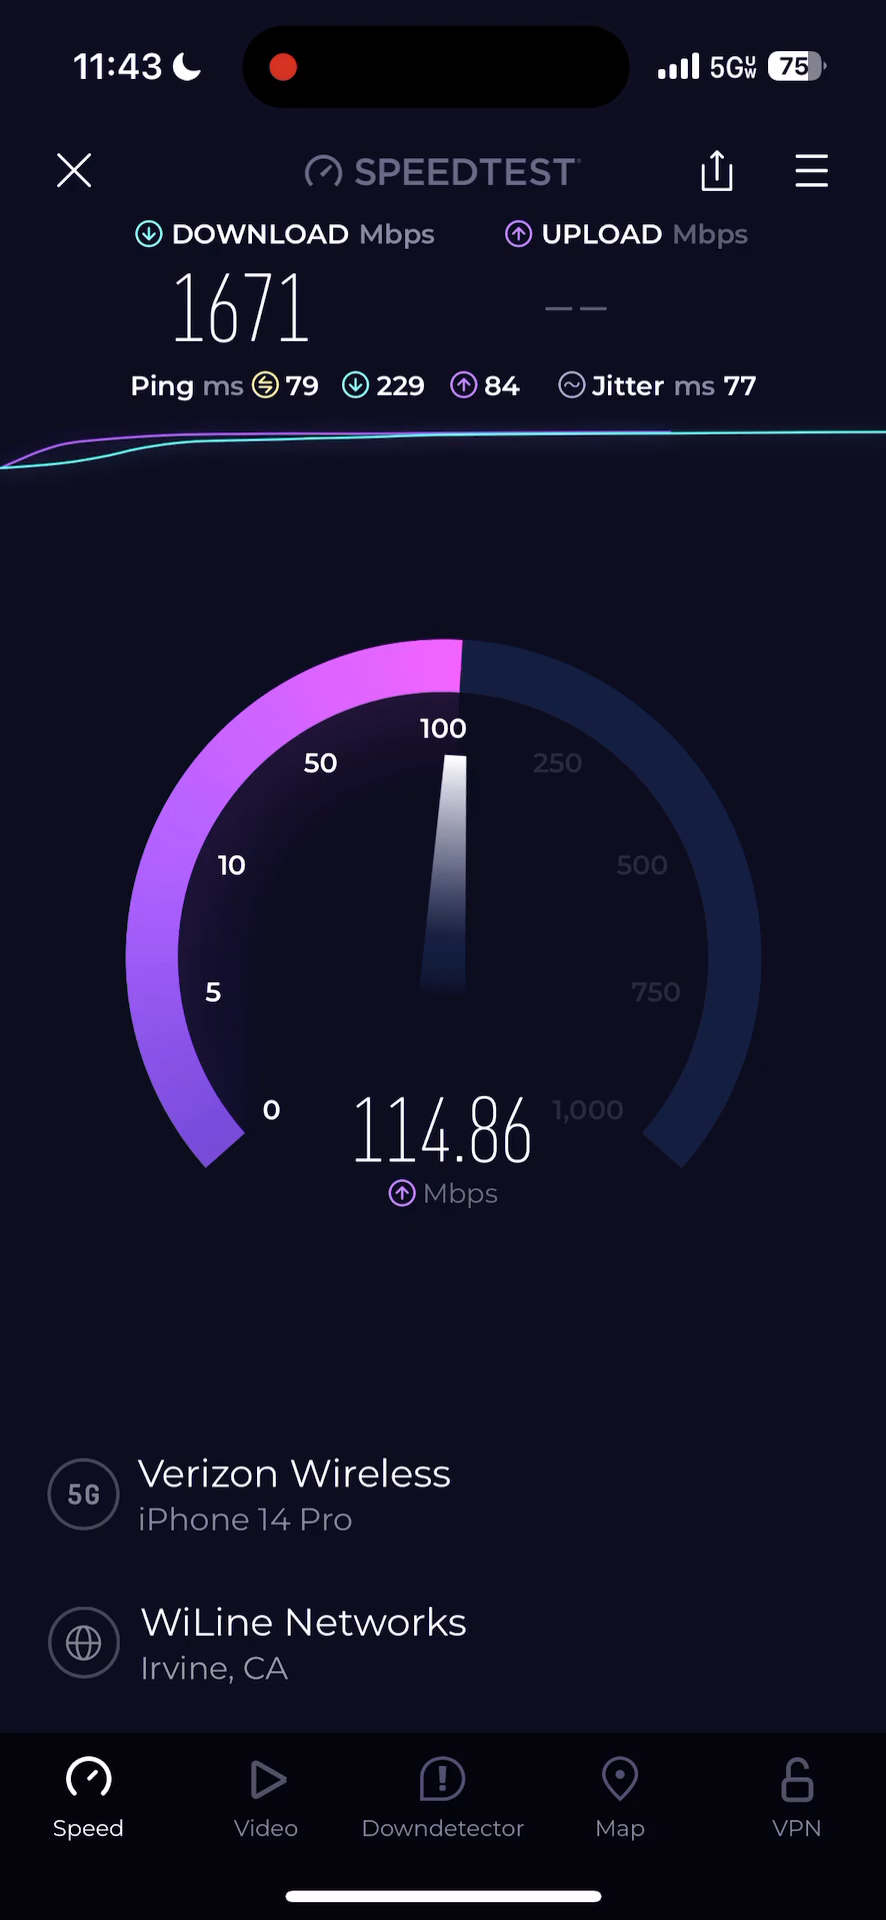 11:43 5G UW 75
SPEEDTEST
DOWNLOAD Mbps UPLOAD Mbps
1671 — —
Ping ms 79 229 84 Jitter ms 77
100
50 250
10 500
5 750
0 114.86 1,000
Mbps
5G Verizon Wireless
iPhone 14 Pro
WiLine Networks
Irvine, CA
Speed Video Downdetector Map VPN